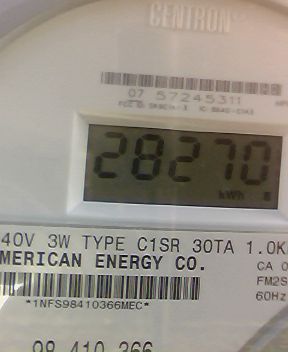 CENTRON
07 57245311
28270
kWh
40V 3W TYPE C1SR 30TA 1.0K
MERICAN ENERGY CO.
CA 0
FM2S
60Hz
*1NFS98410366MEC*
98 410 366